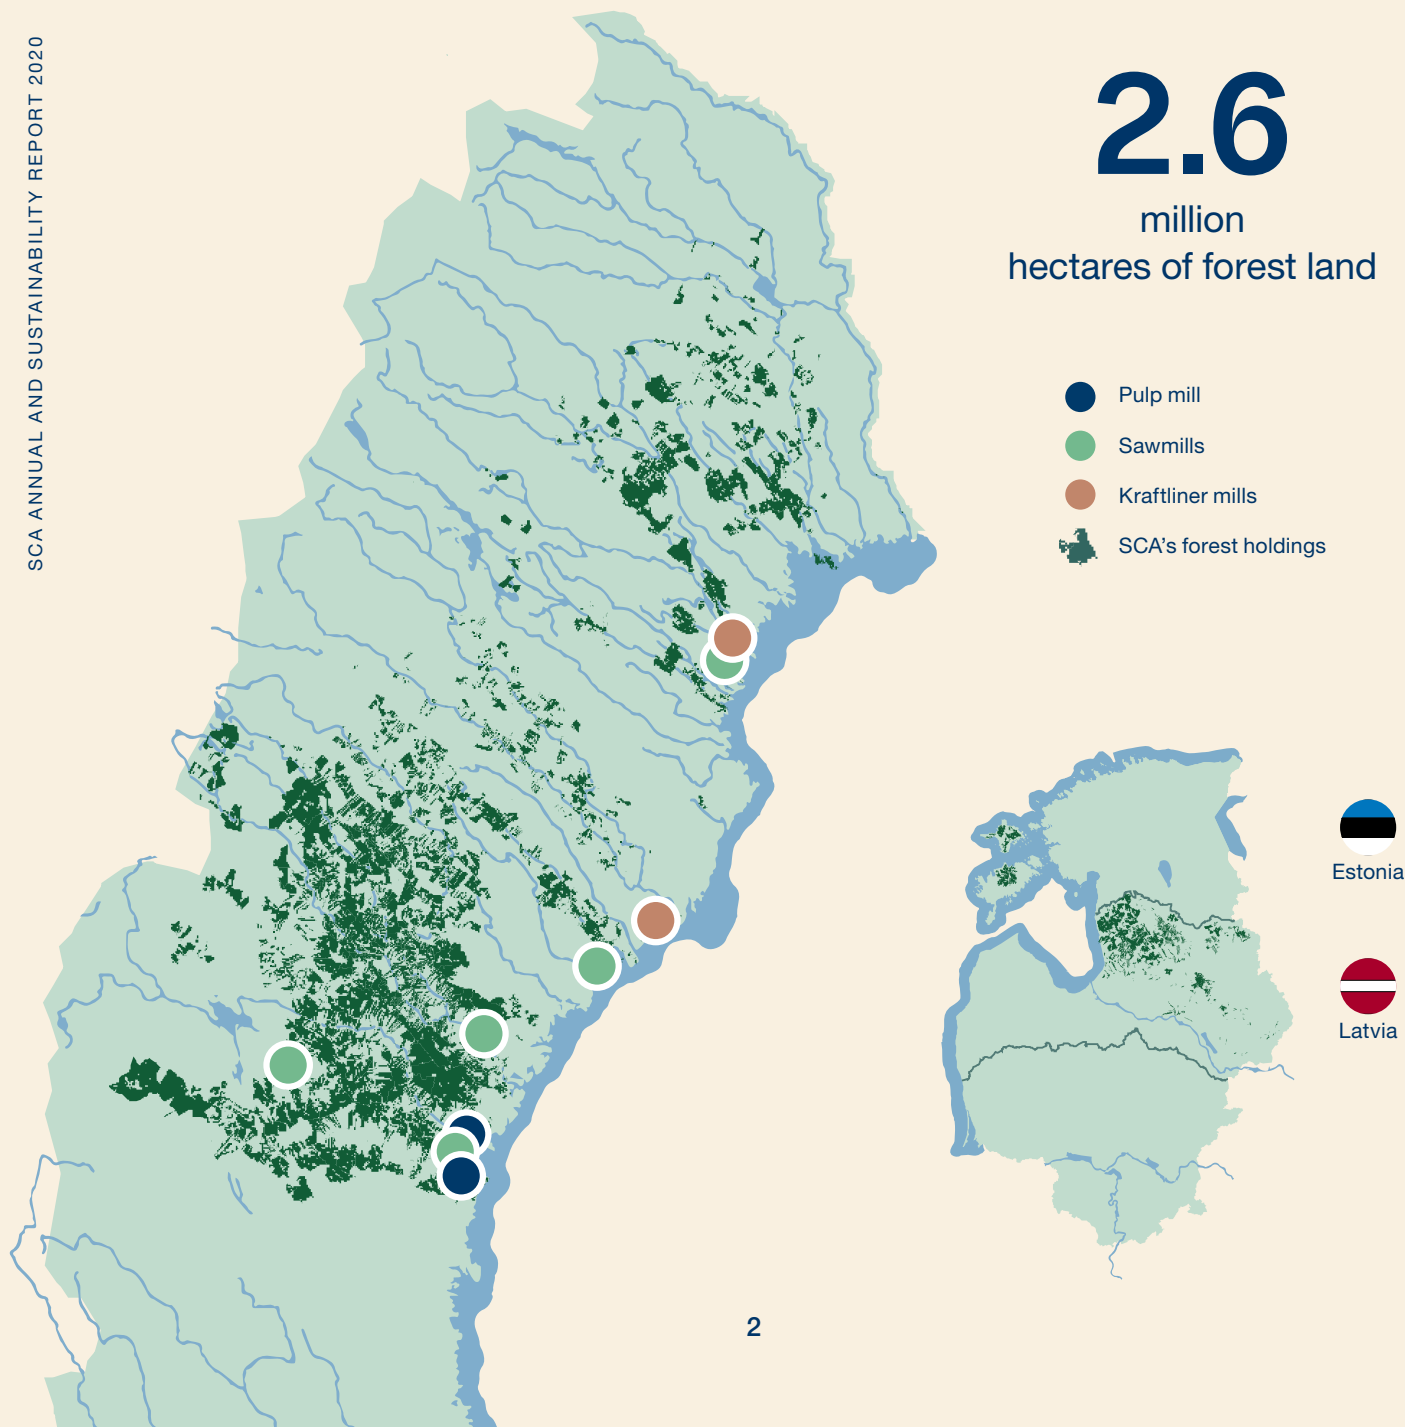 SCA ANNUAL AND SUSTAINABILITY REPORT 2020
2.6
million
hectares of forest land
Pulp mill
Sawmills
Kraftliner mills
SCA’s forest holdings
Estonia
Latvia
2